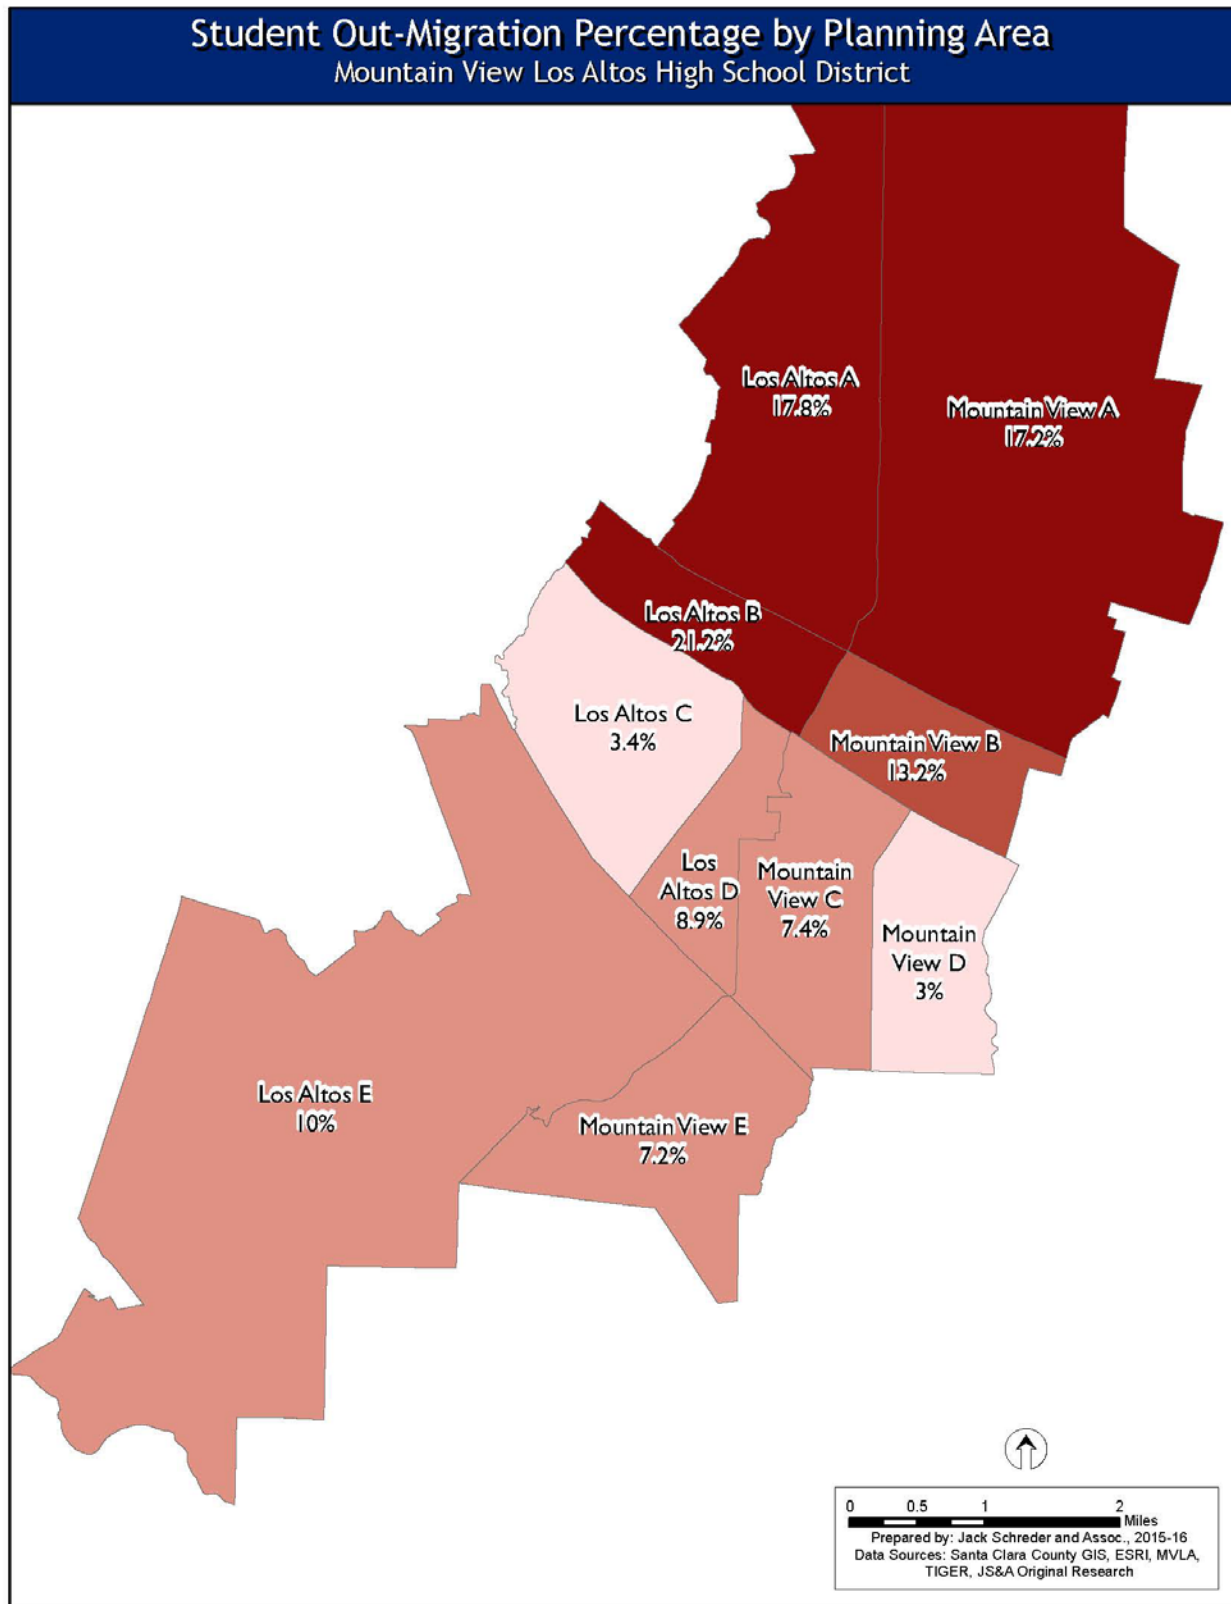 Student Out-Migration Percentage by Planning Area
Mountain View Los Altos High School District
Los Altos A
17.8%
Mountain View A
17.2%
Los Altos B
21.2%
Los Altos C
3.4%
Mountain View B
13.2%
Los
Altos D
8.9%
Mountain
View C
7.4%
Mountain
View D
3%
Los Altos E
10%
Mountain View E
7.2%
0 0.5 1 2
Miles
Prepared by: Jack Schreder and Assoc., 2015-16
Data Sources: Santa Clara County GIS, ESRI, MVLA,
TIGER, JS&A Original Research